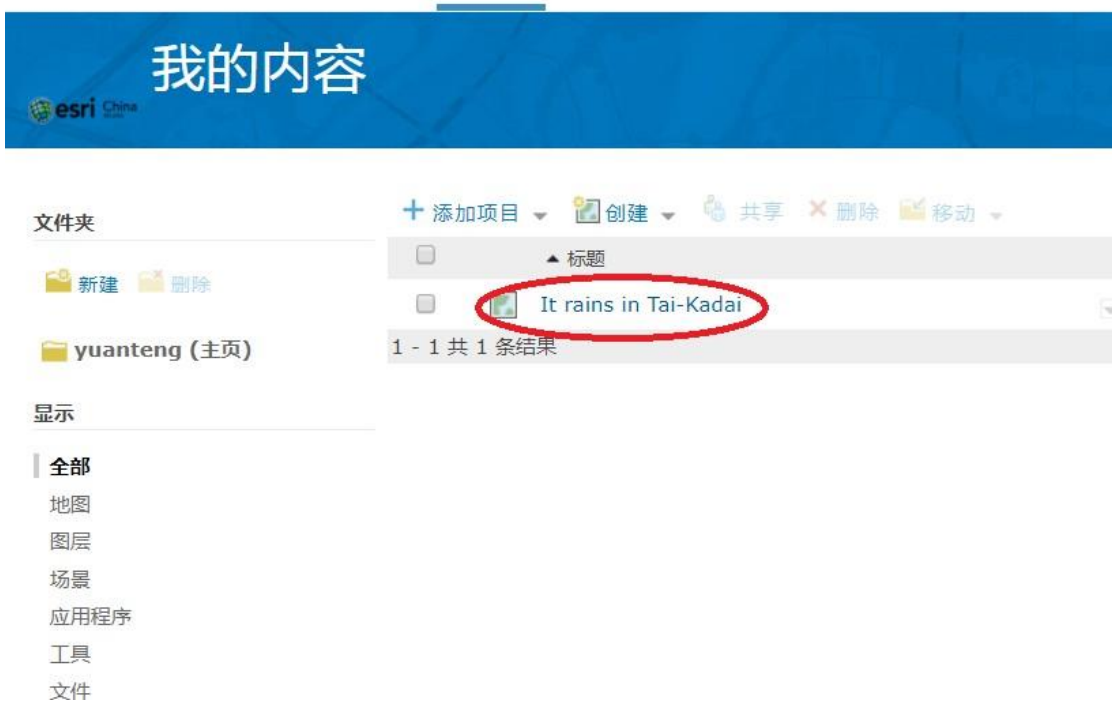 我的内容
esri China
文件夹
添加项目 创建 共享 删除 移动
标题
新建 删除
It rains in Tai-Kadai
yuanteng (主页)
1 - 1 共 1 条结果
显示
全部
地图
图层
场景
应用程序
工具
文件